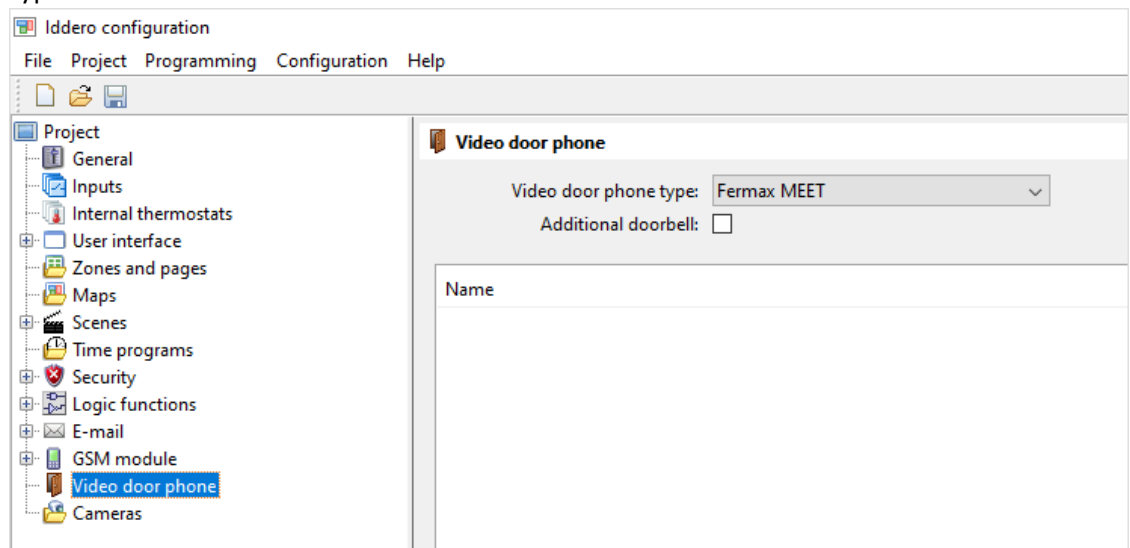 Iddero configuration
File Project Programming Configuration Help
Project
General
Inputs
Internal thermostats
User interface
Zones and pages
Maps
Scenes
Time programs
Security
Logic functions
E-mail
GSM module
Video door phone
Cameras
Video door phone
Video door phone type: Fermax MEET
Additional doorbell:
Name